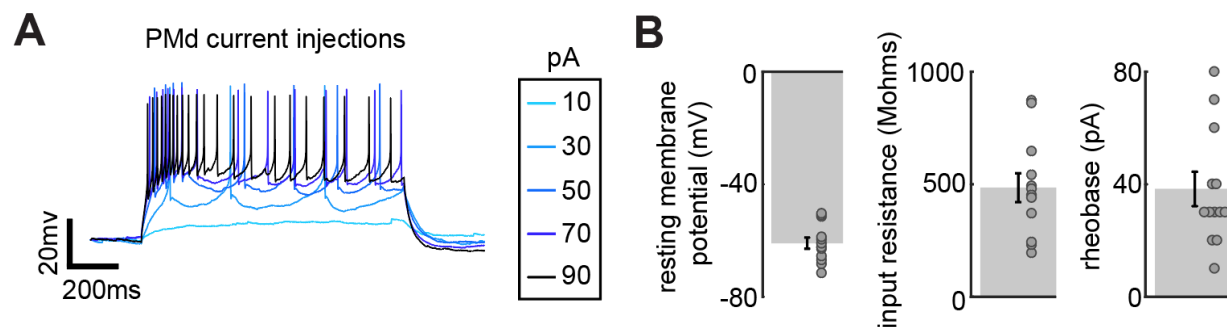 A
PMd current injections
pA
10
30
50
70
90
20mv
200ms
B
resting membrane
potential (mV)
0
-40
-80
input resistance (Mohms)
1000
500
0
rheobase (pA)
80
40
0